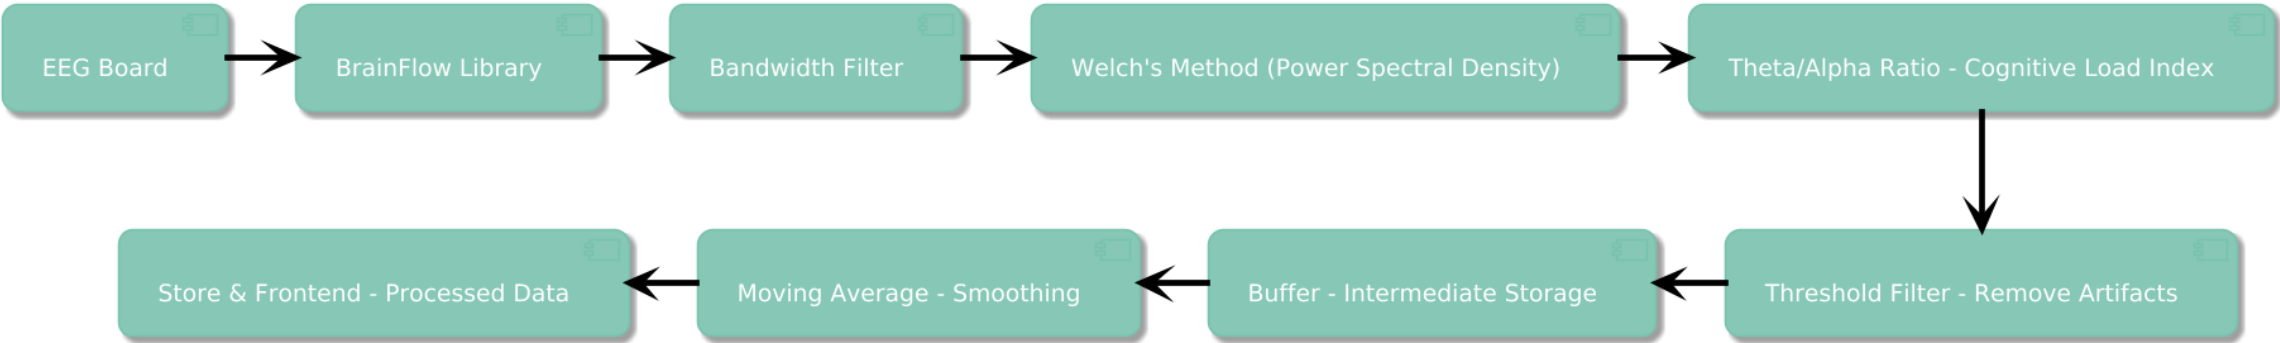 EEG Board
BrainFlow Library
Bandwidth Filter
Welch's Method (Power Spectral Density)
Theta/Alpha Ratio - Cognitive Load Index
Threshold Filter - Remove Artifacts
Buffer - Intermediate Storage
Moving Average - Smoothing
Store & Frontend - Processed Data